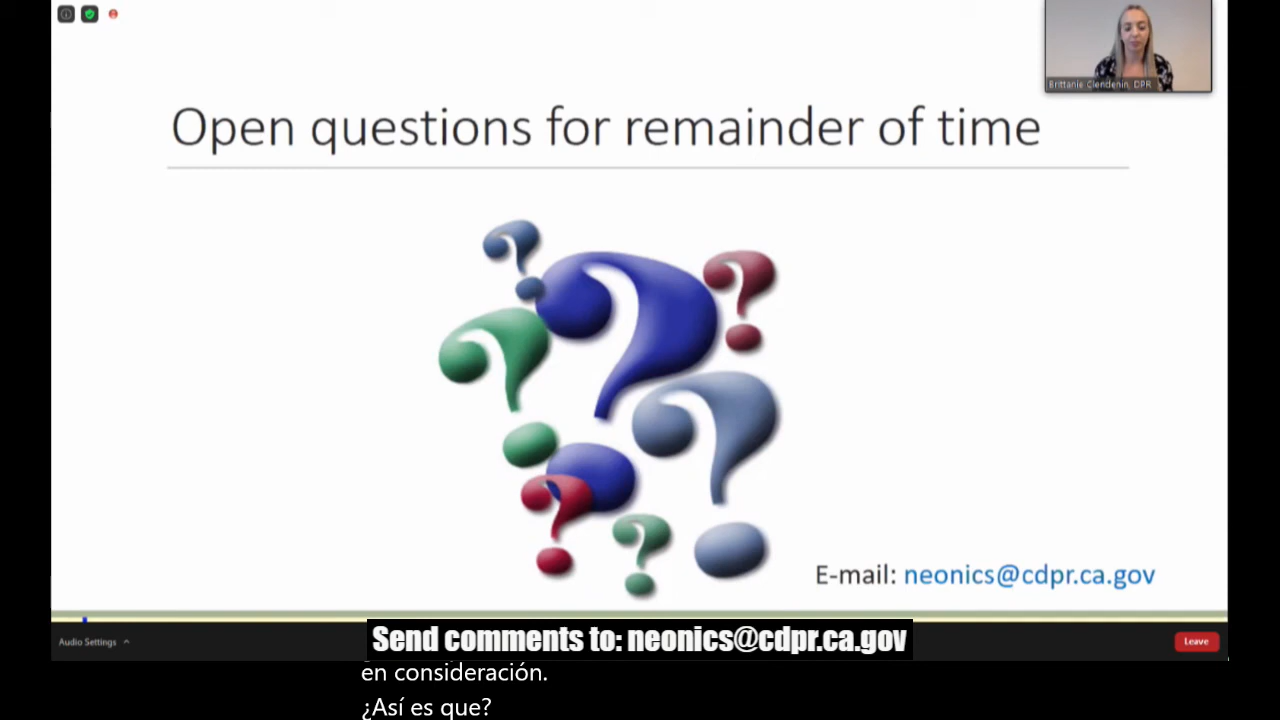 Brittanie Clendenin, DPR
Open questions for remainder of time
E-mail: neonics@cdpr.ca.gov
Audio Settings
Send comments to: neonics@cdpr.ca.gov
Leave
en consideración.
¿Así es que?